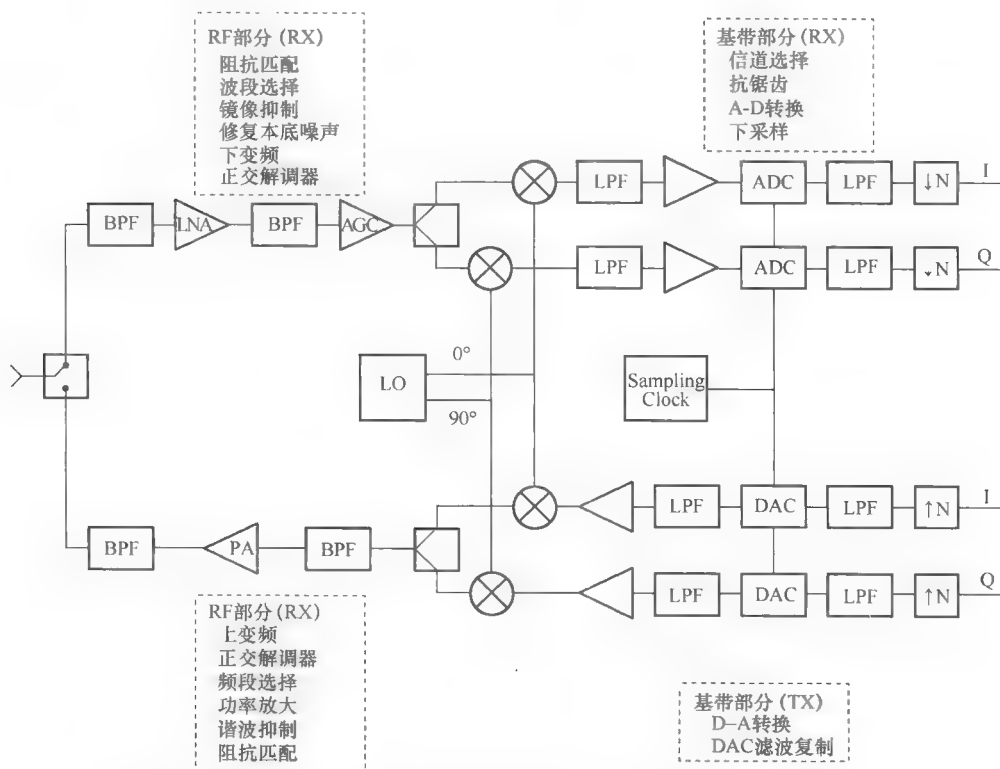 RF部分 (RX)
阻抗匹配
波段选择
镜像抑制
修复本底噪声
下变频
正交解调器
基带部分 (RX)
信道选择
抗锯齿
A-D转换
下采样
BPF
LNA
BPF
AGC
LPF
ADC
LPF
↓N
I
LPF
ADC
LPF
↓N
Q
LO
0°
90°
Sampling
Clock
BPF
PA
BPF
LPF
DAC
LPF
↑N
I
LPF
DAC
LPF
↑N
Q
RF部分 (RX)
上变频
正交解调器
频段选择
功率放大
谐波抑制
阻抗匹配
基带部分 (TX)
D–A转换
DAC滤波复制